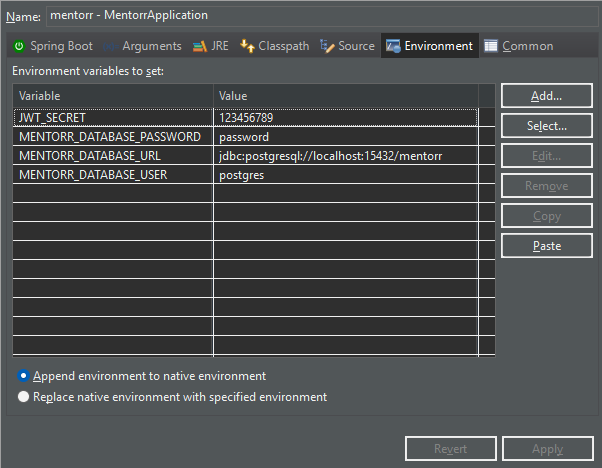 Name: mentorr - MentorrApplication
Spring Boot Arguments JRE Classpath Source Environment Common
Environment variables to set:
Variable Value
JWT_SECRET 123456789
MENTORR_DATABASE_PASSWORD password
MENTORR_DATABASE_URL jdbc:postgresql://localhost:15432/mentorr
MENTORR_DATABASE_USER postgres
Add...
Select...
Edit...
Remove
Copy
Paste
Append environment to native environment
Replace native environment with specified environment
Revert Apply